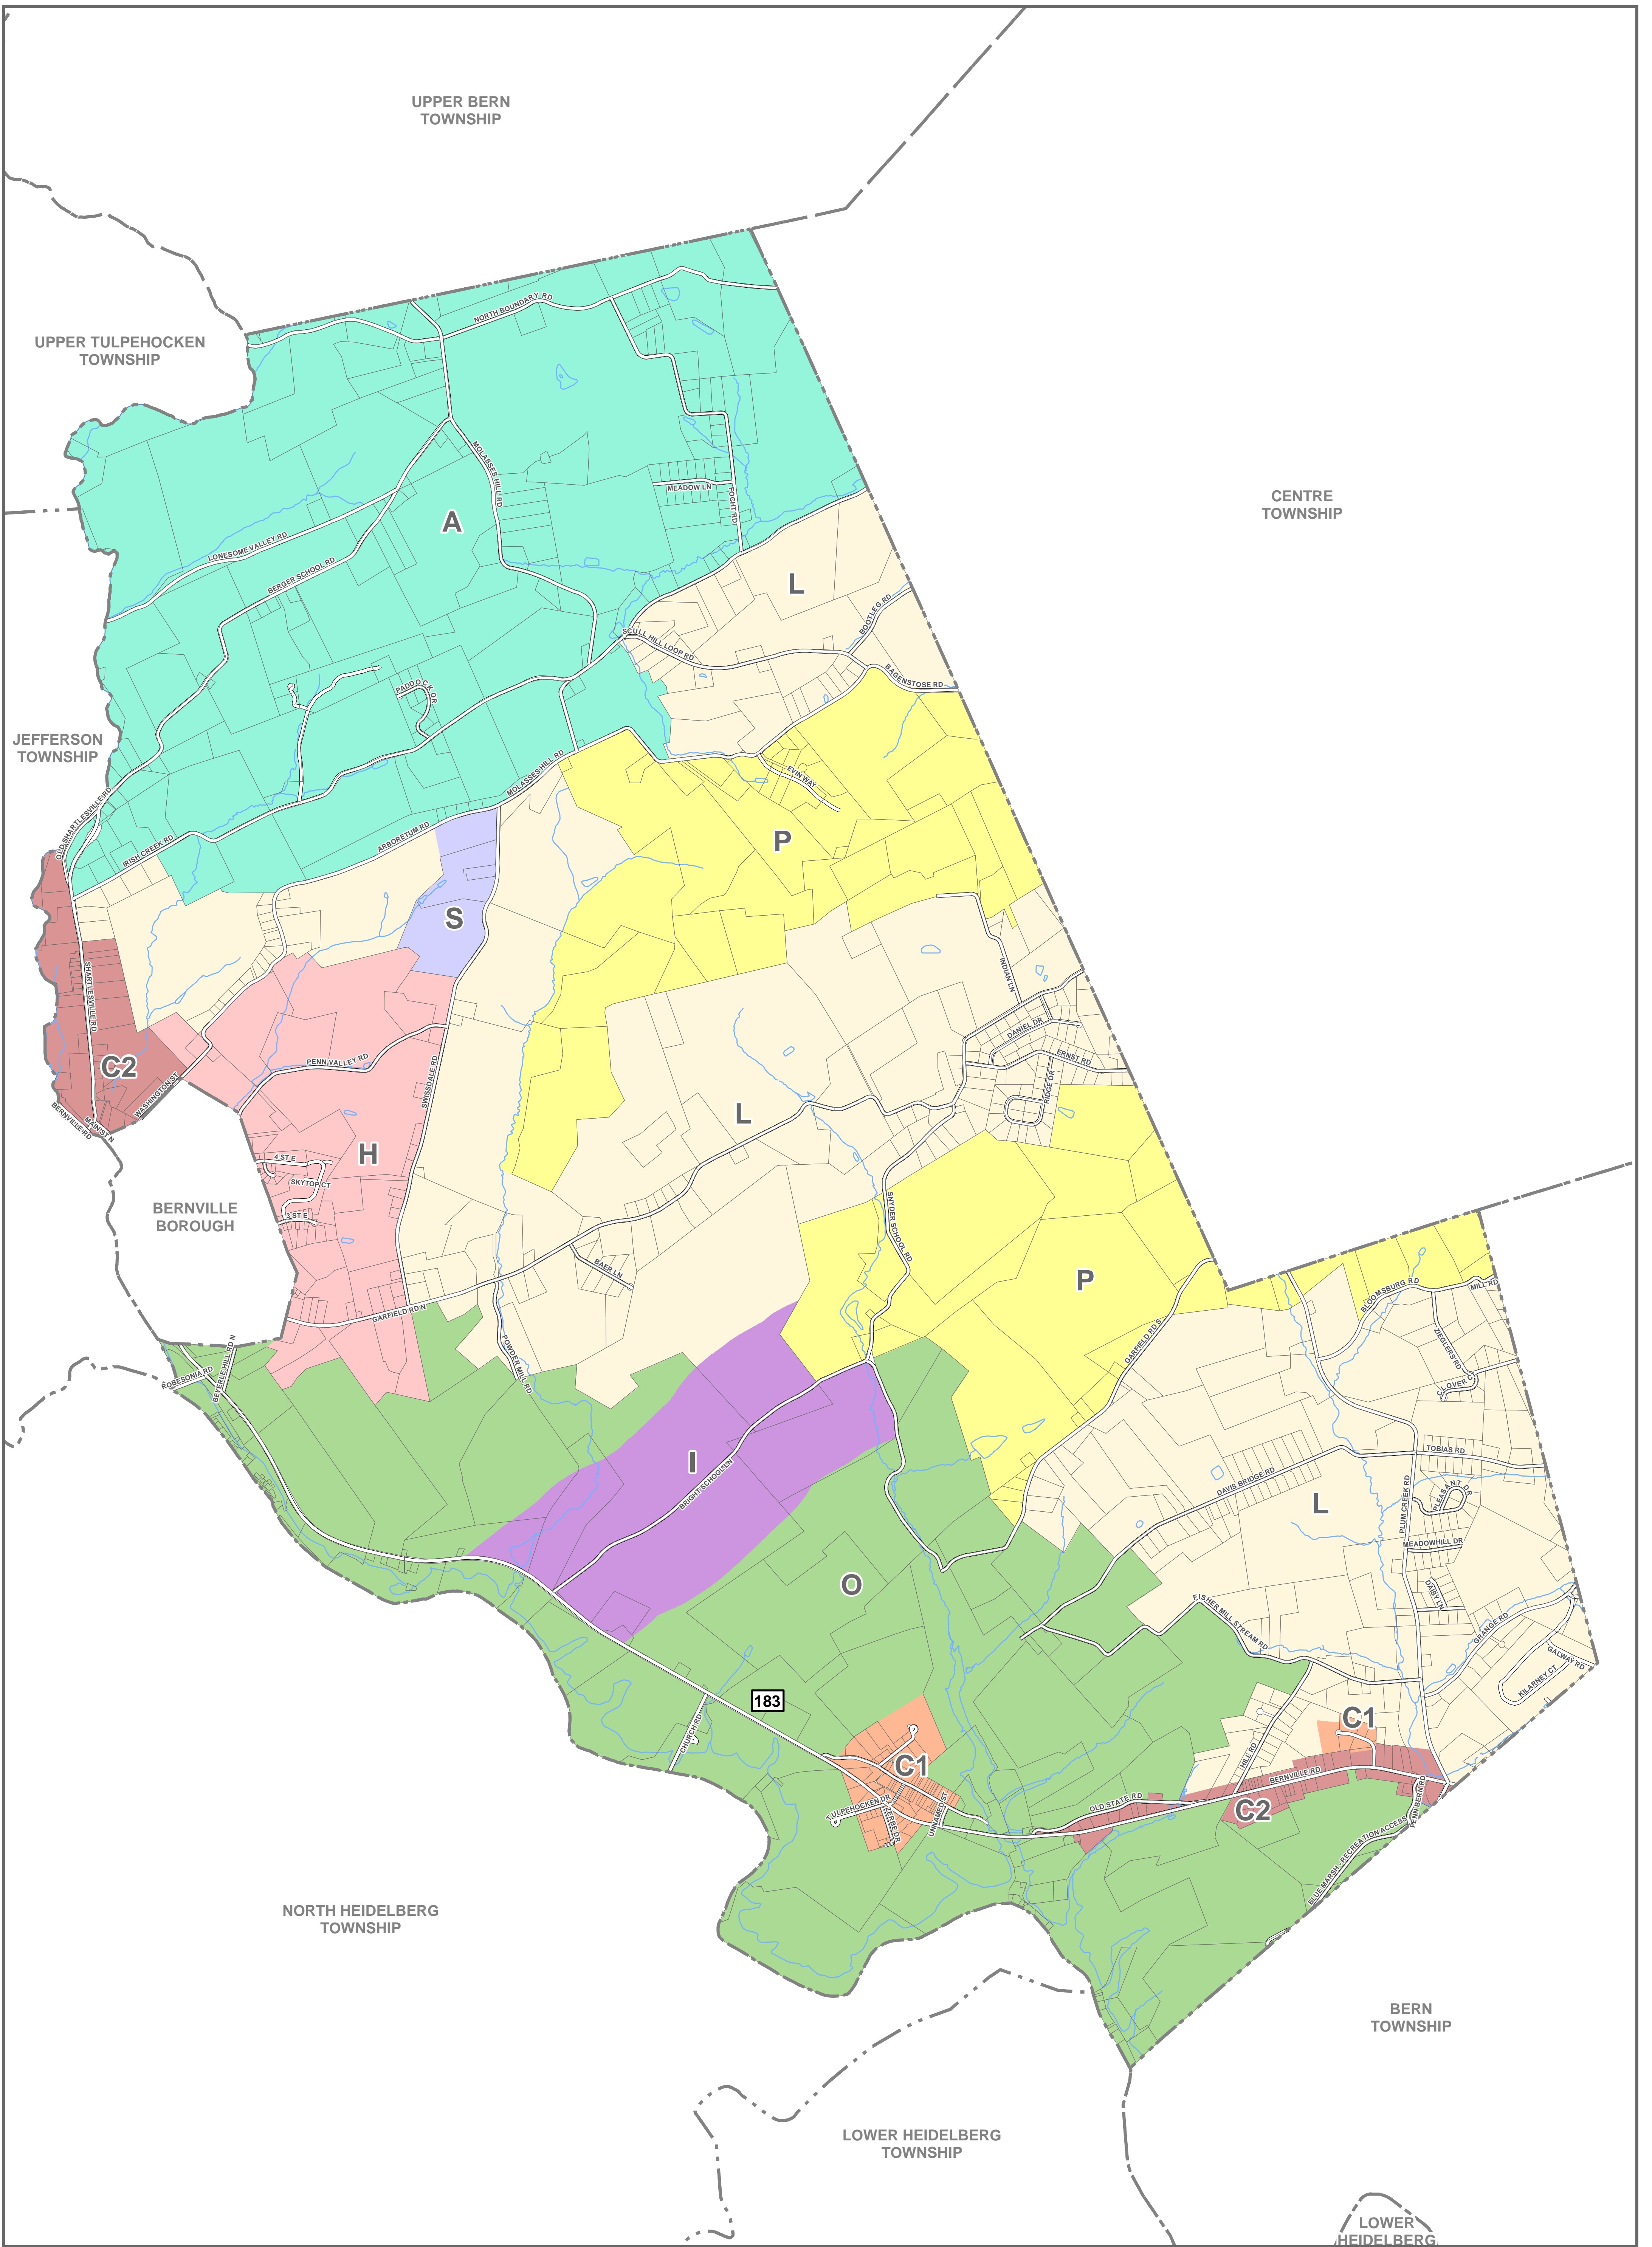 UPPER BERN
TOWNSHIP
UPPER TULPEHOCKEN
TOWNSHIP
NORTH BOUNDARY RD
MOLASSES HILL RD
MEADOW LN
FOCHT RD
CENTRE
TOWNSHIP
A
LONESOME VALLEY RD
BERGER SCHOOL RD
L
BOOTLEG RD
SCULL HILL LOOP RD
BAGENSTOSE RD
PADDOCK DR
JEFFERSON
TOWNSHIP
MOLASSES HILL RD
EVIN WAY
OLD SHARTLESVILLE RD
IRISH CREEK RD
ARBORETUM RD
P
S
INDIAN LN
SHARTLESVILLE RD
DANIEL DR
ERNST RD
RIDGE DR
C2
PENN VALLEY RD
SWISSDALE RD
WASHINGTON ST
MAIN ST N
BERNVILLE RD
L
H
4 ST E
SKYTOP CT
3 ST E
BERNVILLE
BOROUGH
SNYDER SCHOOL RD
BAER LN
P
GARFIELD RD N
BLOOMSBURG RD
MILL RD
ZIEGLERS RD
GARFIELD RD S
POWDER MILL RD
BEYERLE HILL RD N
ROBESONIA RD
CLOVER CT
TOBIAS RD
I
BRIGHT SCHOOL LN
DAVIS BRIDGE RD
L
PLUM CREEK RD
PLEASANT DR
MEADOWHILL DR
O
DAISY LN
FISHER MILL STREAM RD
GRANGE RD
GALWAY RD
KILARNEY CT
183
CHURCH RD
C1
C1
HILL RD
BERNVILLE RD
TULPEHOCKEN DR
ZERBE DR
UNNAMED ST
OLD STATE RD
C2
PENN BERN RD
BLUE MARSH - RECREATION ACCESS
NORTH HEIDELBERG
TOWNSHIP
BERN
TOWNSHIP
LOWER HEIDELBERG
TOWNSHIP
LOWER
HEIDELBERG